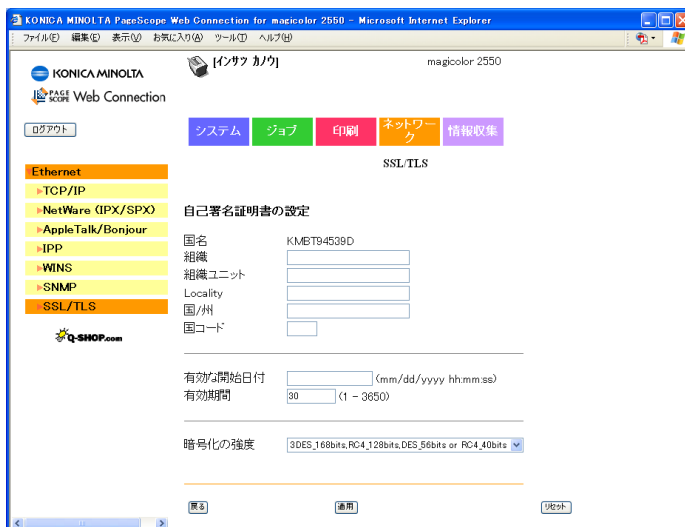 KONICA MINOLTA PageScope Web Connection for magicolor 2550 - Microsoft Internet Explorer
ファイル(F) 編集(E) 表示(V) お気に入り(A) ツール(T) ヘルプ(H)
KONICA MINOLTA
PAGE SCOPE Web Connection
ログアウト
[インサツ カノウ]
magicolor 2550
システム
ジョブ
印刷
ネットワーク
情報収集
Ethernet
TCP/IP
NetWare (IPX/SPX)
AppleTalk/Bonjour
IPP
WINS
SNMP
SSL/TLS
Q-SHOP.com
SSL/TLS
自己署名証明書の設定
国名 KMBT94539D
組織
組織ユニット
Locality
国/州
国コード
有効な開始日付 (mm/dd/yyyy hh:mm:ss)
有効期間 30 (1 - 3650)
暗号化の強度 3DES_168bits,RC4_128bits,DES_56bits or RC4_40bits
戻る
適用
リセット